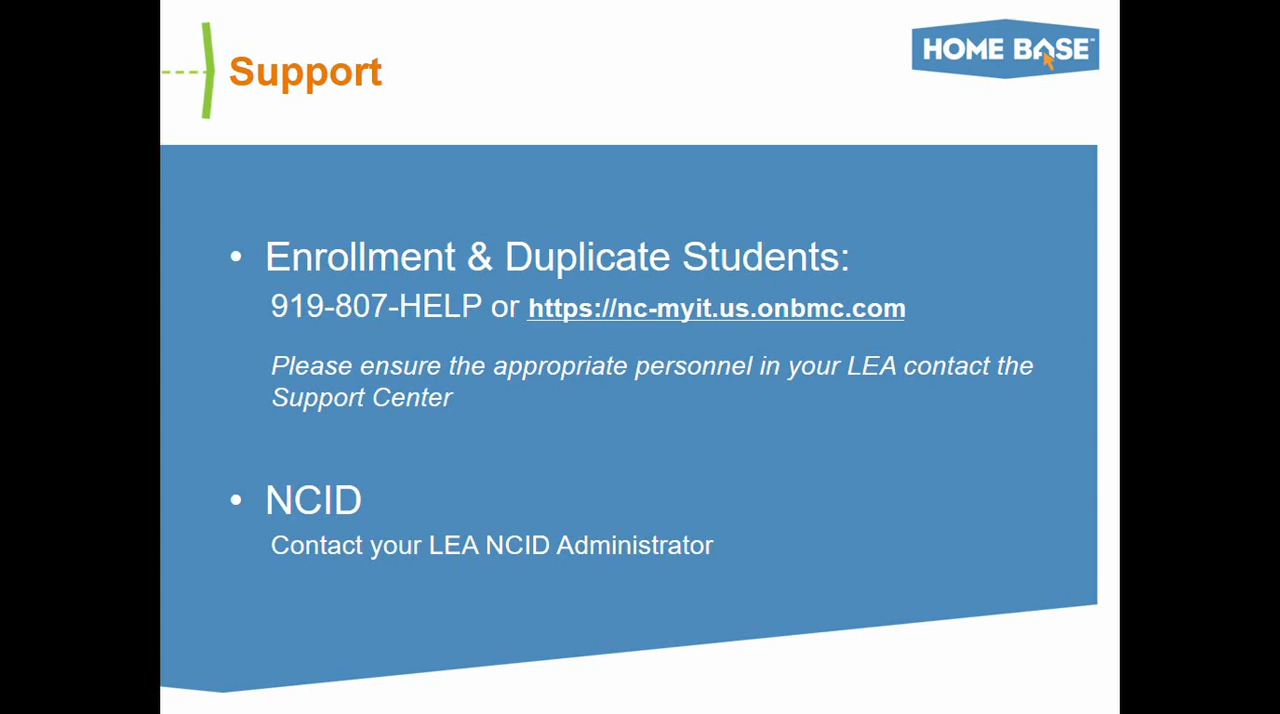 Support
HOME BASE™
• Enrollment & Duplicate Students:
919-807-HELP or https://nc-myit.us.onbmc.com
Please ensure the appropriate personnel in your LEA contact the
Support Center
• NCID
Contact your LEA NCID Administrator